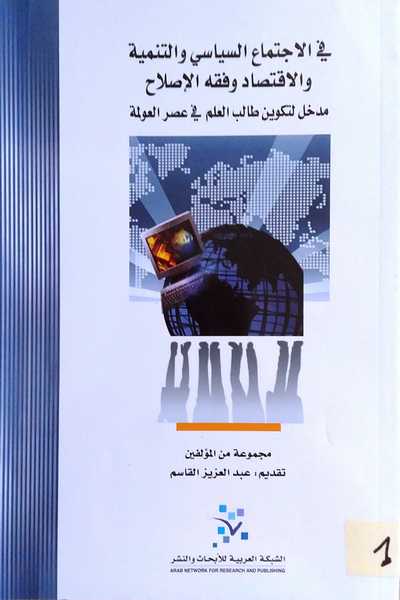 في الاجتماع السياسي والتنمية
والاقتصاد وفقه الإصلاح
مدخل لتكوين طالب العلم في عصر العولمة
مجموعة من المؤلفين
تقديم: عبد العزيز القاسم
الشبكة العربية للأبحاث والنشر
ARAB NETWORK FOR RESEARCH AND PUBLISHING
1